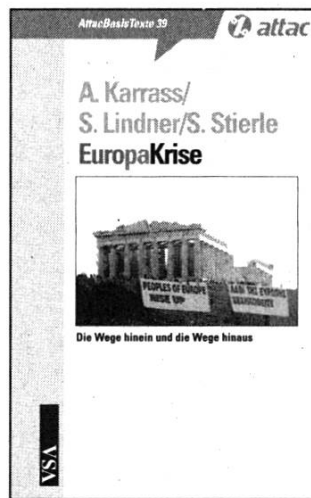 AttacBasisTexte 39
attac
A. Karrass/
S. Lindner/S. Stierle
EuropaKrise
PEOPLES OF EUROPE
RISE UP
Die Wege hinein und die Wege hinaus
VSA